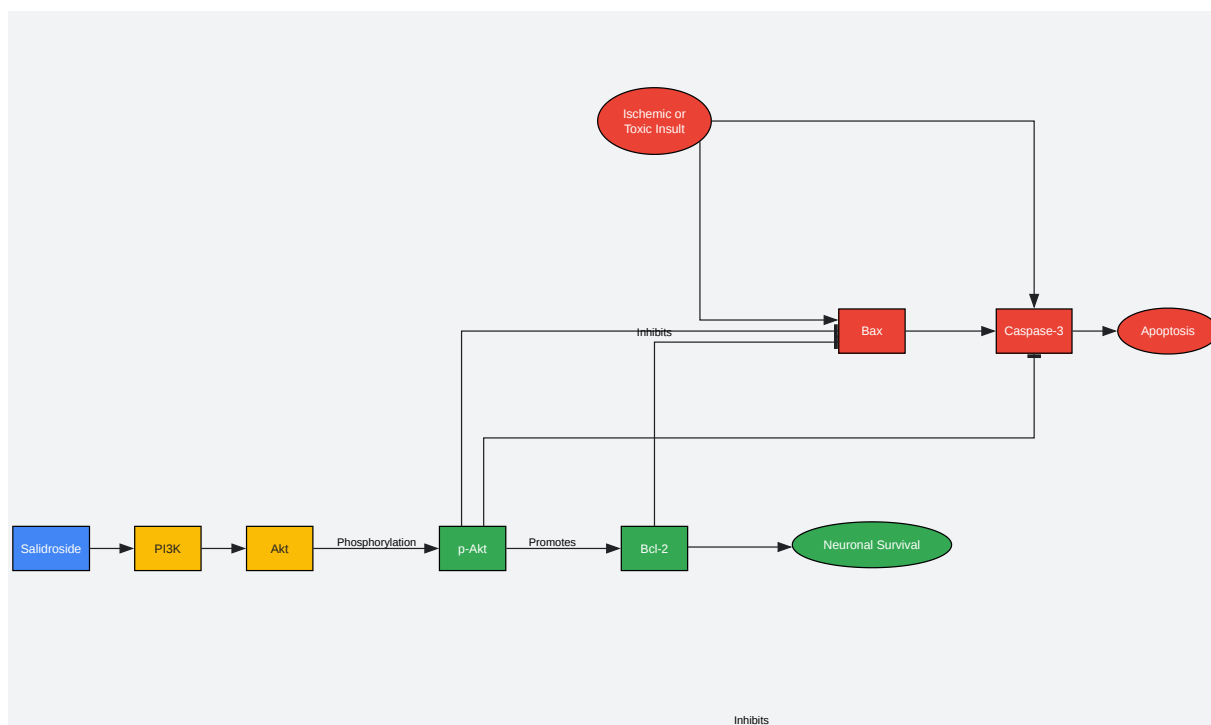 Ischemic or
Toxic Insult
Inhibits
Bax
Caspase-3
Apoptosis
Salidroside
PI3K
Akt
Phosphorylation
p-Akt
Promotes
Bcl-2
Neuronal Survival
Inhibits